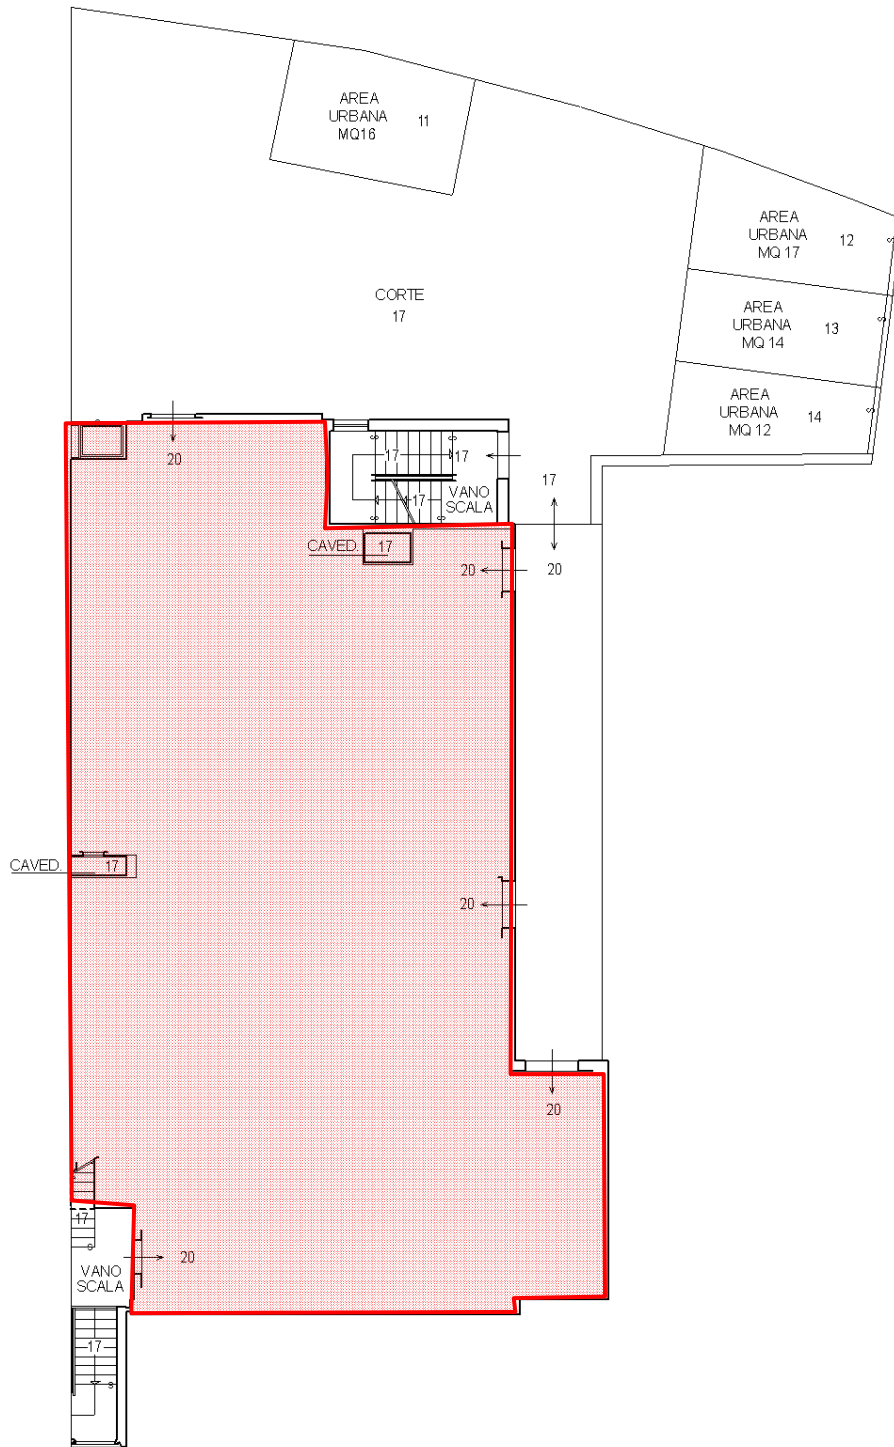 AREA
URBANA
MQ16
11
AREA
URBANA
MQ 17
12
AREA
URBANA
MQ 14
13
AREA
URBANA
MQ 12
14
CORTE
17
20
17
17
17
VANO
SCALA
17
20
CAVED.
17
20
CAVED.
17
20
20
17
20
VANO
SCALA
17